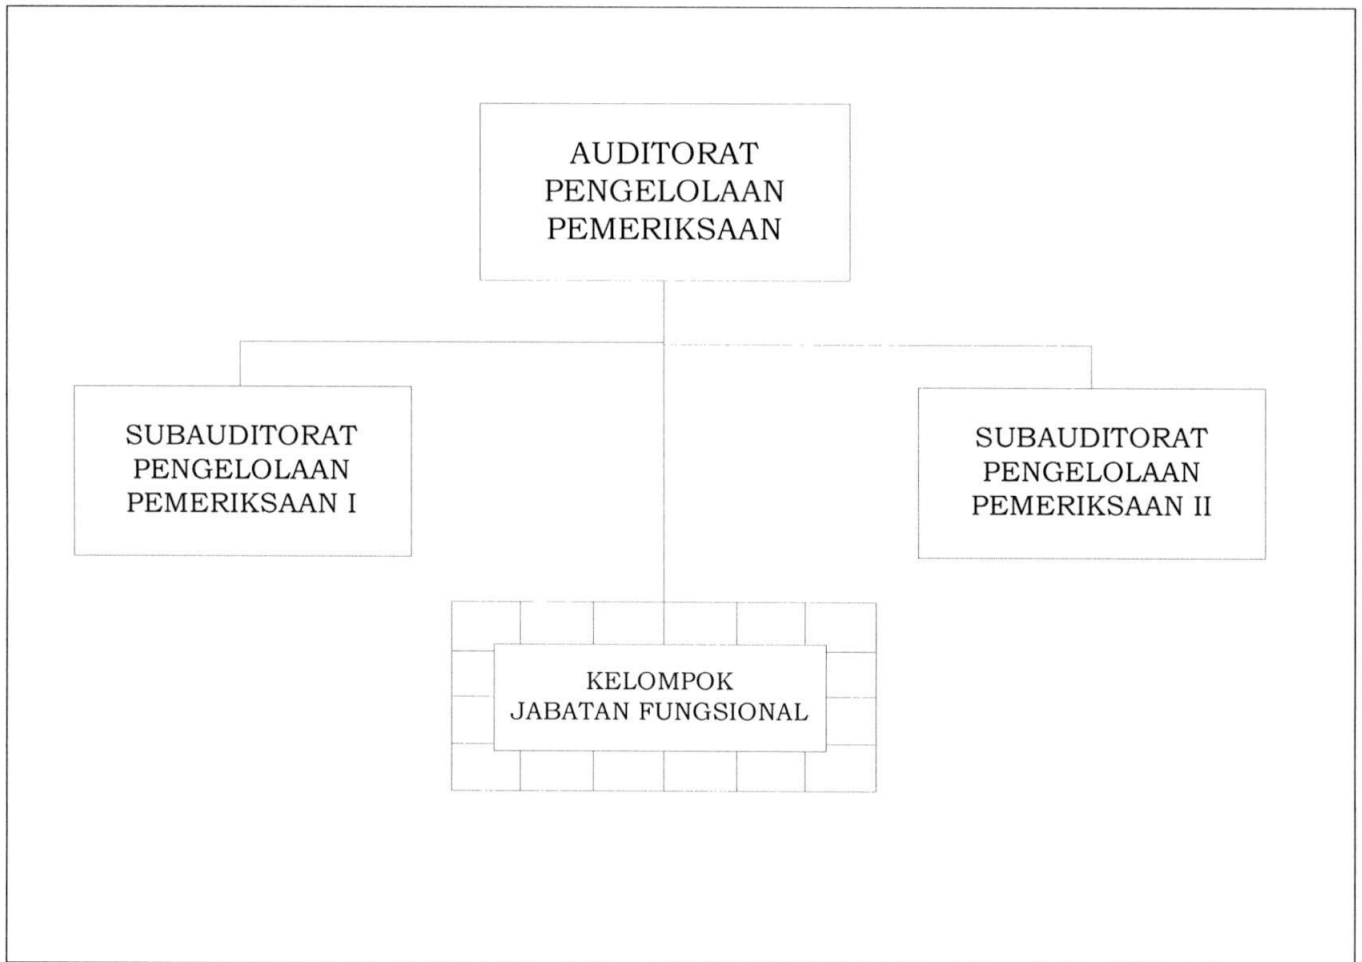 AUDITORAT
PENGELOLAAN
PEMERIKSAAN
SUBAUDITORAT
PENGELOLAAN
PEMERIKSAAN I
SUBAUDITORAT
PENGELOLAAN
PEMERIKSAAN II
KELOMPOK
JABATAN FUNGSIONAL